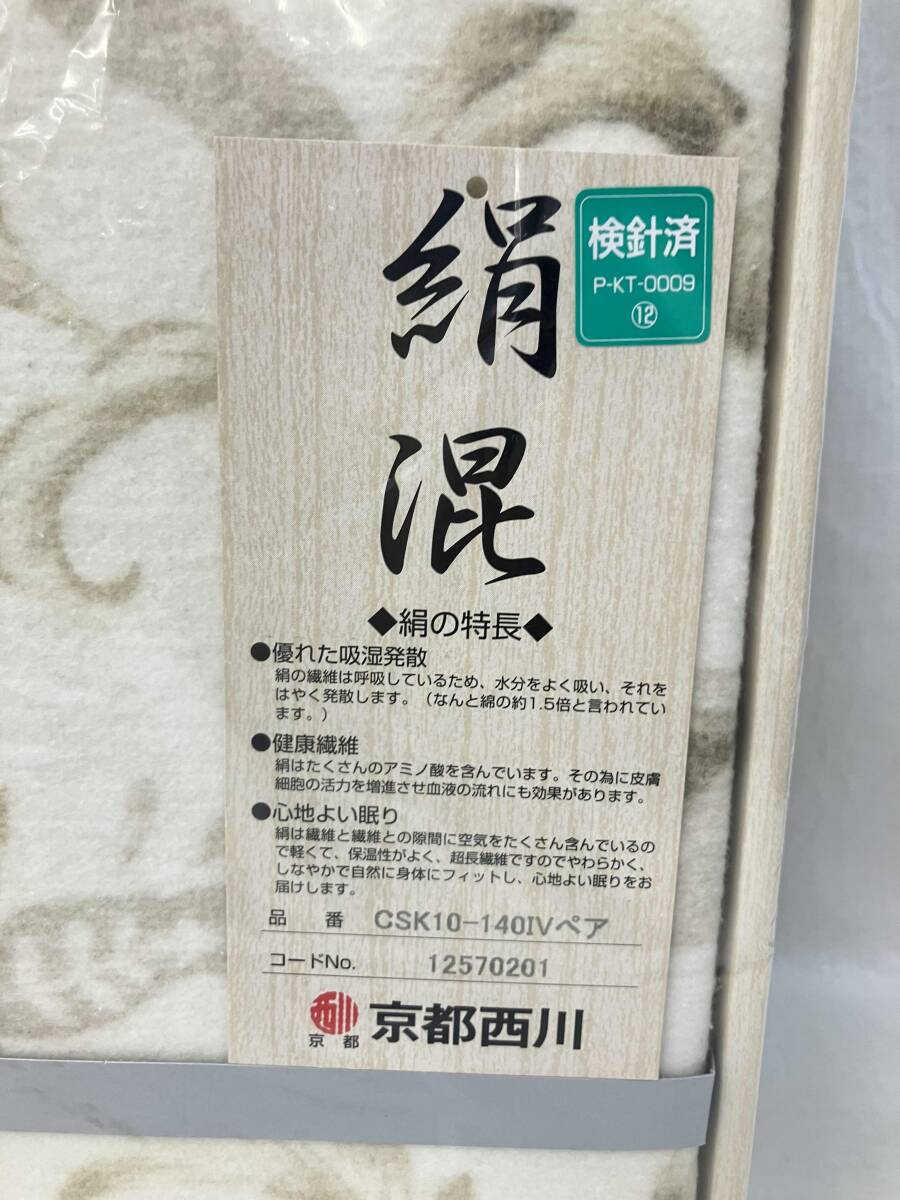 絹混
検針済
P-KT-0009
⑫
◆絹の特長◆
●優れた吸湿発散
絹の繊維は呼吸しているため、水分をよく吸い、それを
はやく発散します。（なんと綿の約1.5倍と言われてい
ます。）
●健康繊維
絹はたくさんのアミノ酸を含んでいます。その為に皮膚
細胞の活力を増進させ血液の流れにも効果があります。
●心地よい眠り
絹は繊維と繊維との隙間に空気をたくさん含んでいるの
で軽くて、保温性がよく、超長繊維ですのでやわらかく、
しなやかで自然に身体にフィットし、心地よい眠りをお
届けします。
品 番 CSK10-140IVペア
コードNo. 12570201
西川
京都
京都西川